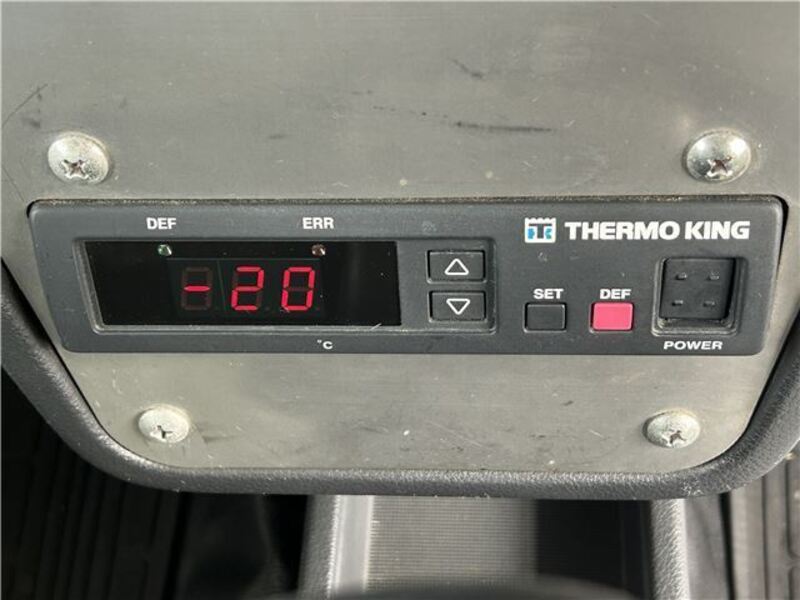 DEF ERR
THERMO KING
-20
SET DEF
°C
POWER